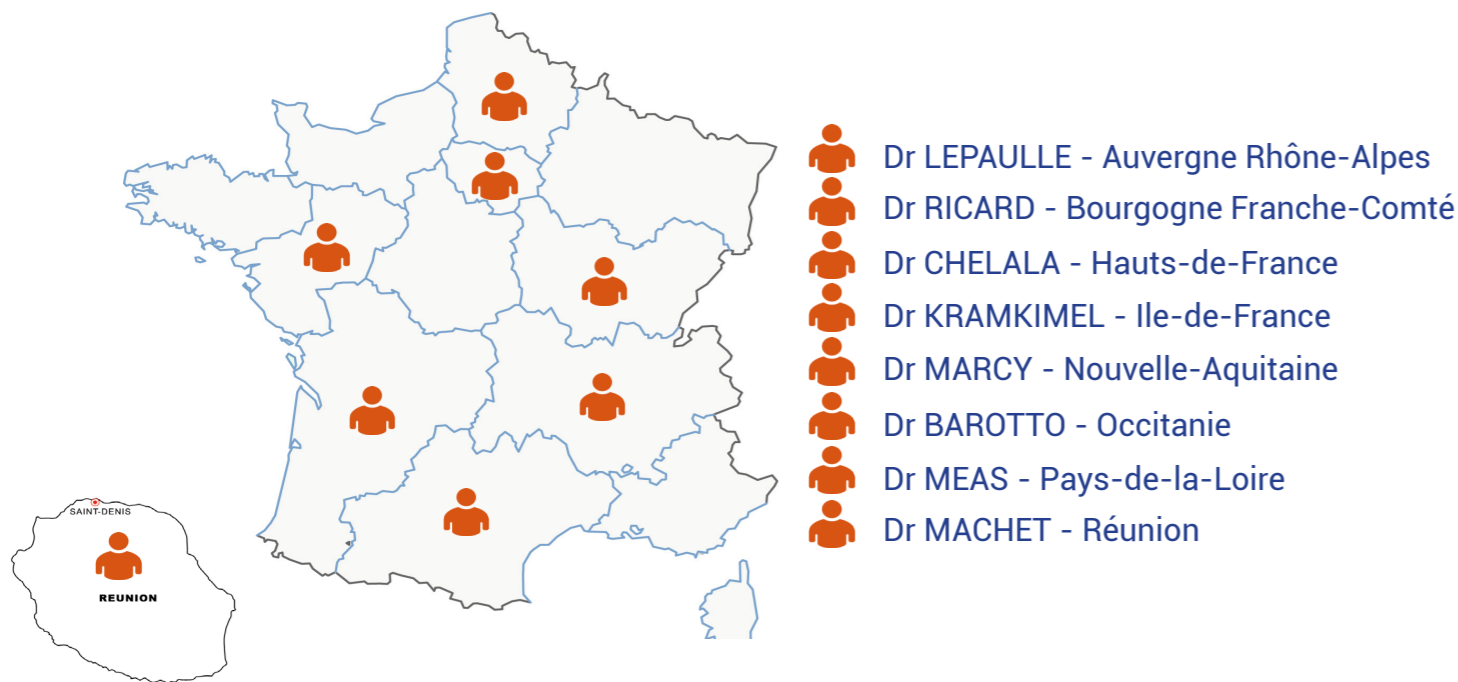 Dr LEPAULLE - Auvergne Rhône-Alpes
Dr RICARD - Bourgogne Franche-Comté
Dr CHELALA - Hauts-de-France
Dr KRAMKIMEL - Ile-de-France
Dr MARCY - Nouvelle-Aquitaine
Dr BAROTTO - Occitanie
Dr MEAS - Pays-de-la-Loire
Dr MACHET - Réunion
SAINT-DENIS
REUNION